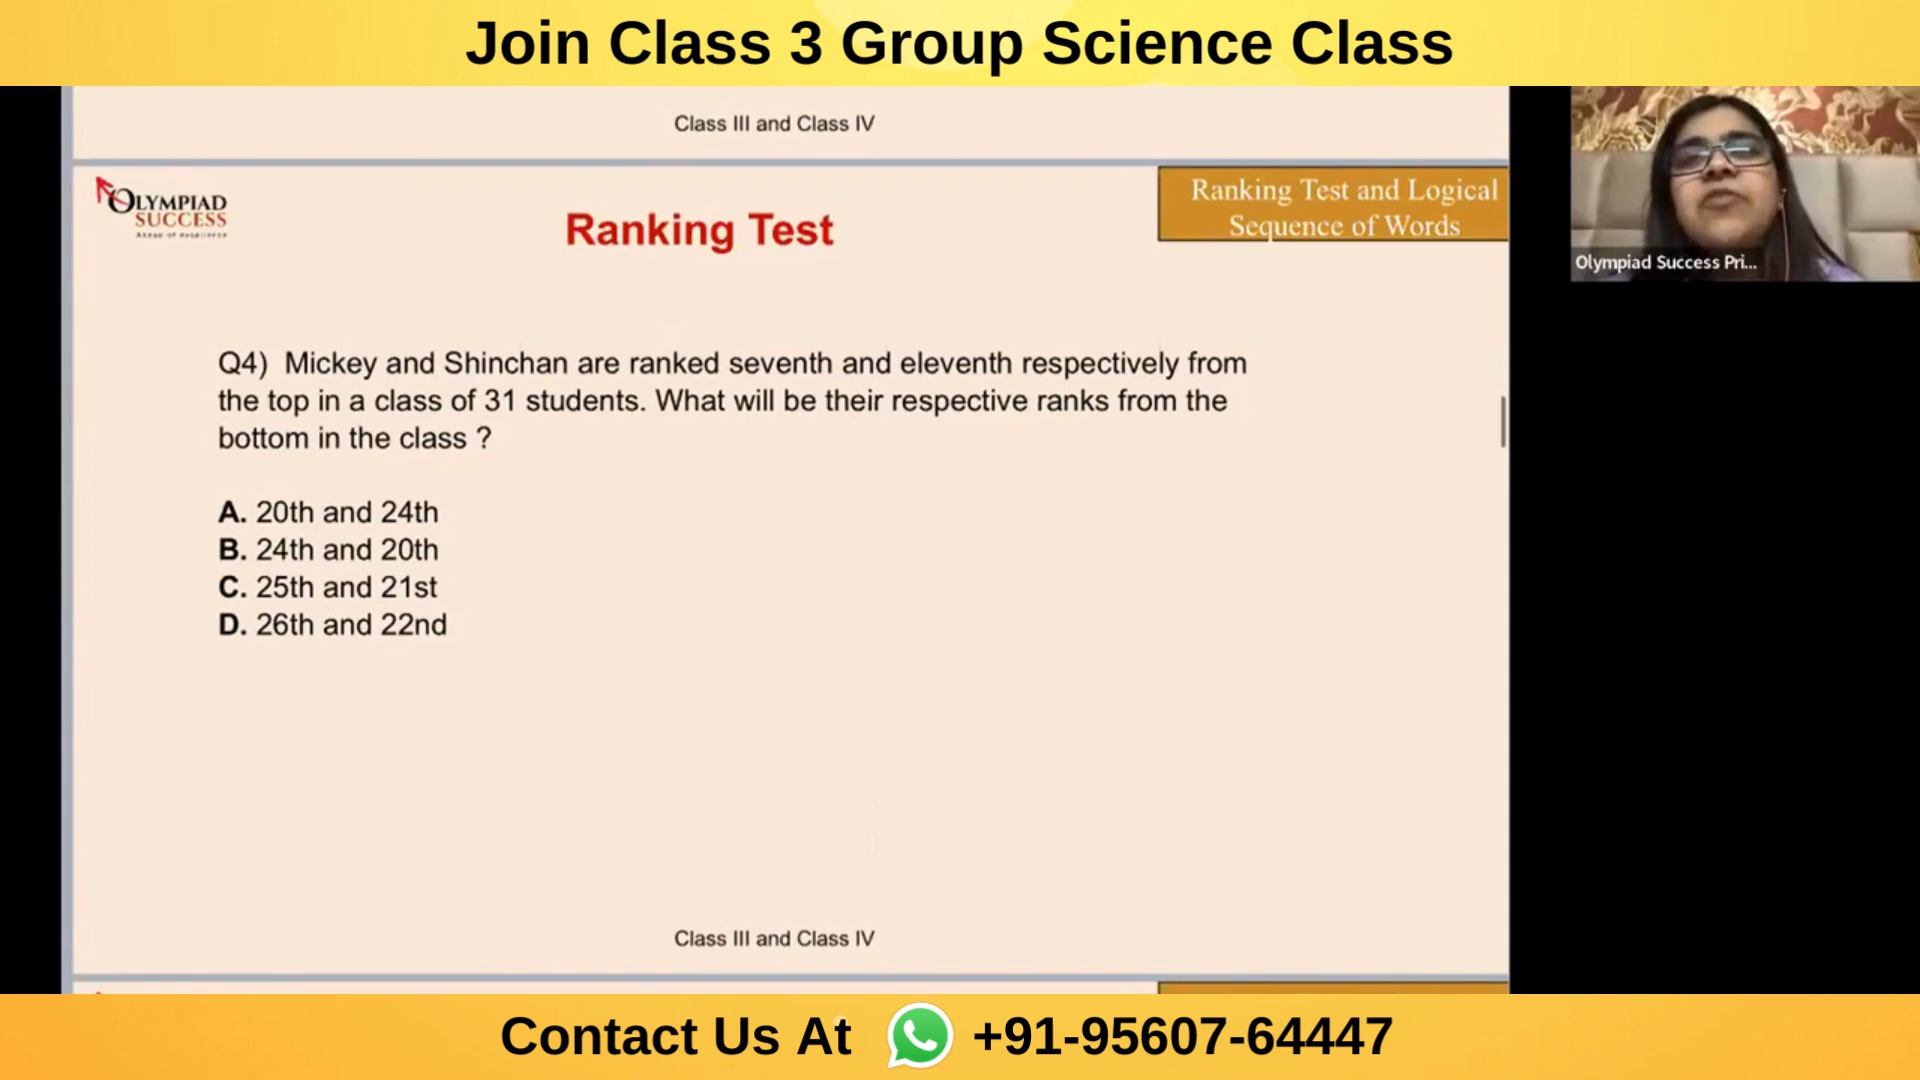 Join Class 3 Group Science Class
Class III and Class IV
OLYMPIAD
SUCCESS
Ranking Test
Ranking Test and Logical
Sequence of Words
Olympiad Success Pri...
Q4) Mickey and Shinchan are ranked seventh and eleventh respectively from
the top in a class of 31 students. What will be their respective ranks from the
bottom in the class ?
A. 20th and 24th
B. 24th and 20th
C. 25th and 21st
D. 26th and 22nd
Class III and Class IV
Contact Us At +91-95607-64447